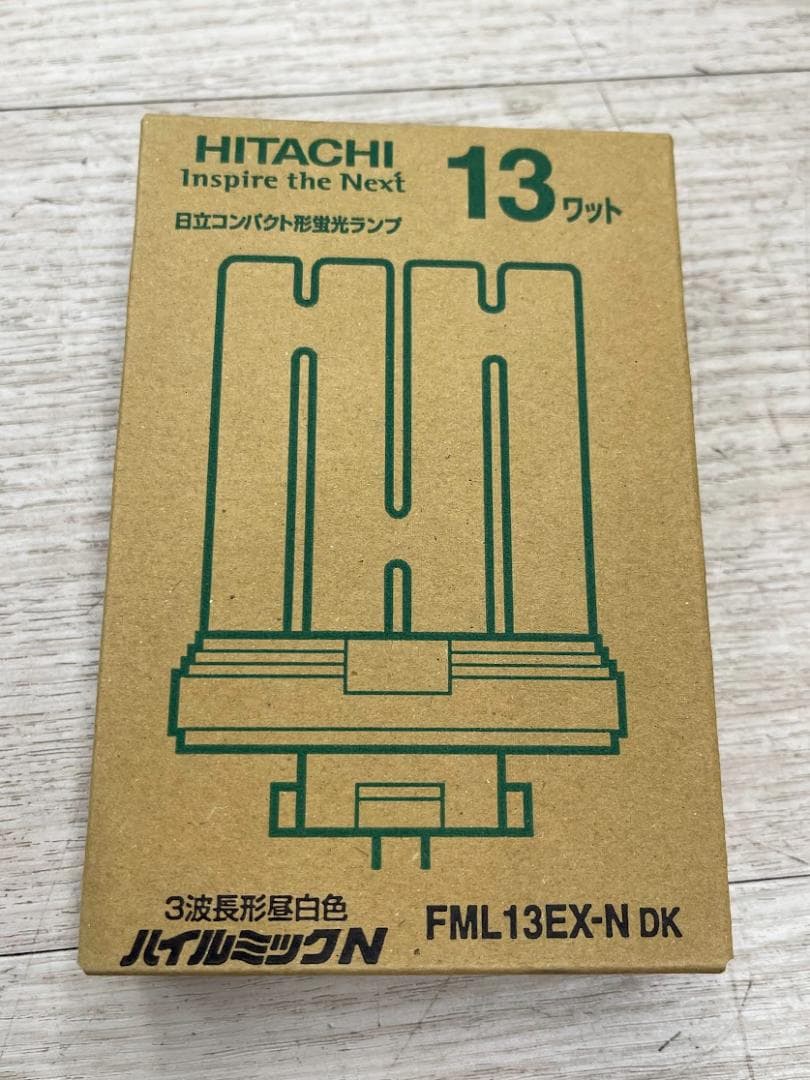 HITACHI
Inspire the Next
13ワット
日立コンパクト形蛍光ランプ
3波長形昼白色
ハイルミックN
FML13EX-N DK